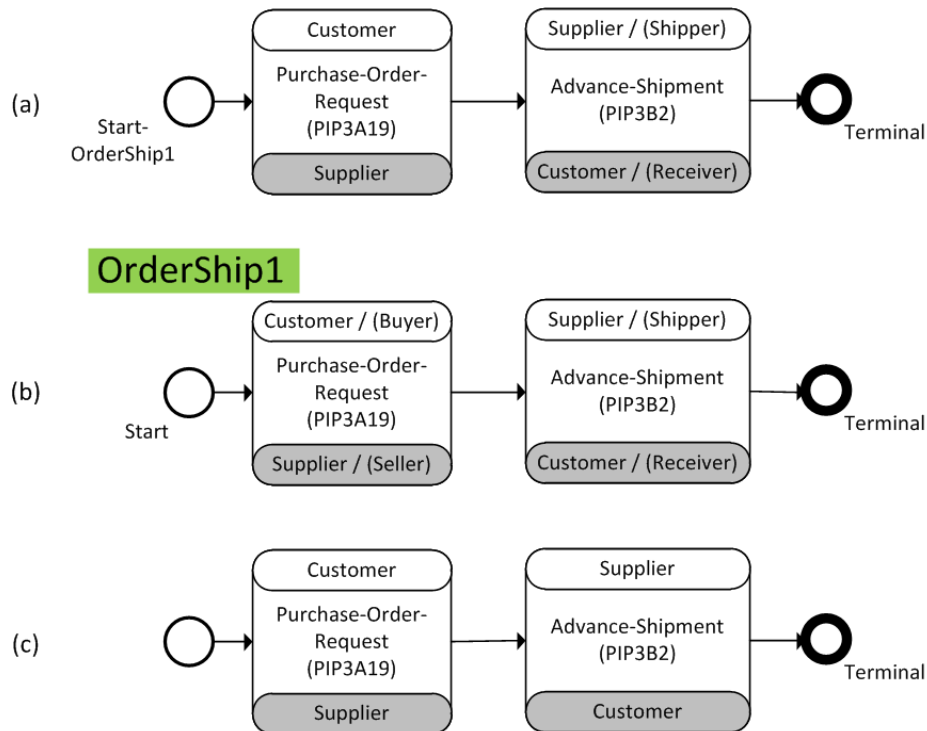 Customer
Supplier / (Shipper)
(a)
Purchase-Order-
Request
(PIP3A19)
Advance-Shipment
(PIP3B2)
Start-
OrderShip1
Terminal
Supplier
Customer / (Receiver)
OrderShip1
Customer / (Buyer)
Supplier / (Shipper)
(b)
Purchase-Order-
Request
(PIP3A19)
Advance-Shipment
(PIP3B2)
Start
Terminal
Supplier / (Seller)
Customer / (Receiver)
Customer
Supplier
(c)
Purchase-Order-
Request
(PIP3A19)
Advance-Shipment
(PIP3B2)
Terminal
Supplier
Customer